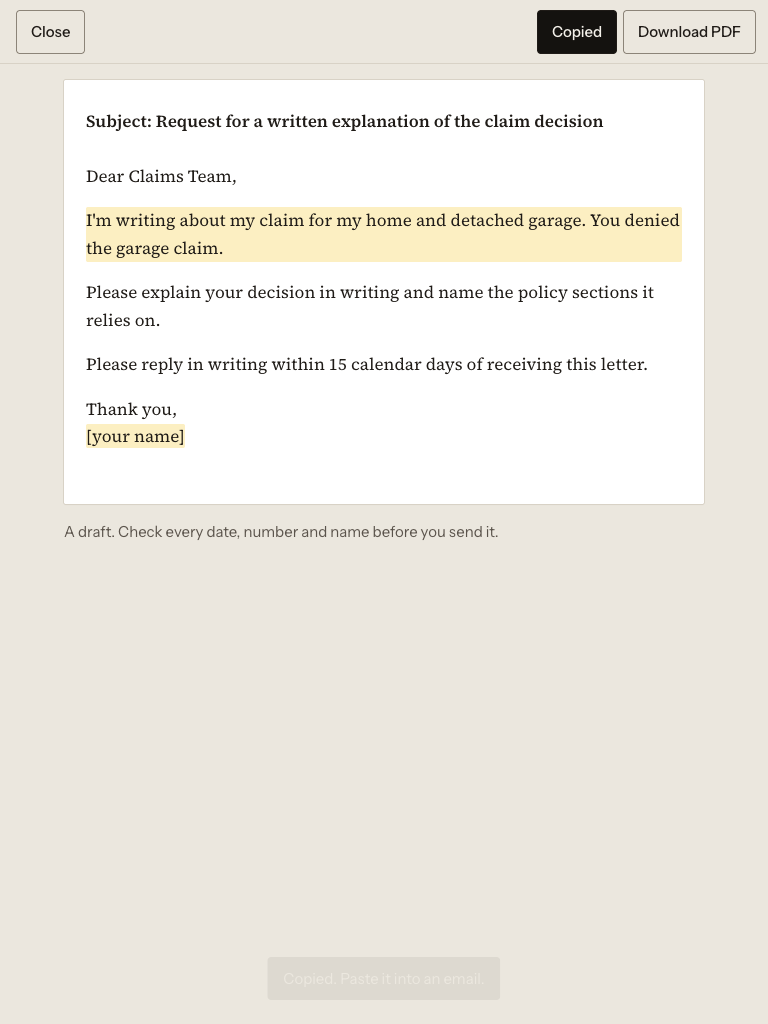 Close
Copied
Download PDF
Subject: Request for a written explanation of the claim decision
Dear Claims Team,
I'm writing about my claim for my home and detached garage. You denied
the garage claim.
Please explain your decision in writing and name the policy sections it
relies on.
Please reply in writing within 15 calendar days of receiving this letter.
Thank you,
[your name]
A draft. Check every date, number and name before you send it.
Copied. Paste it into an email.